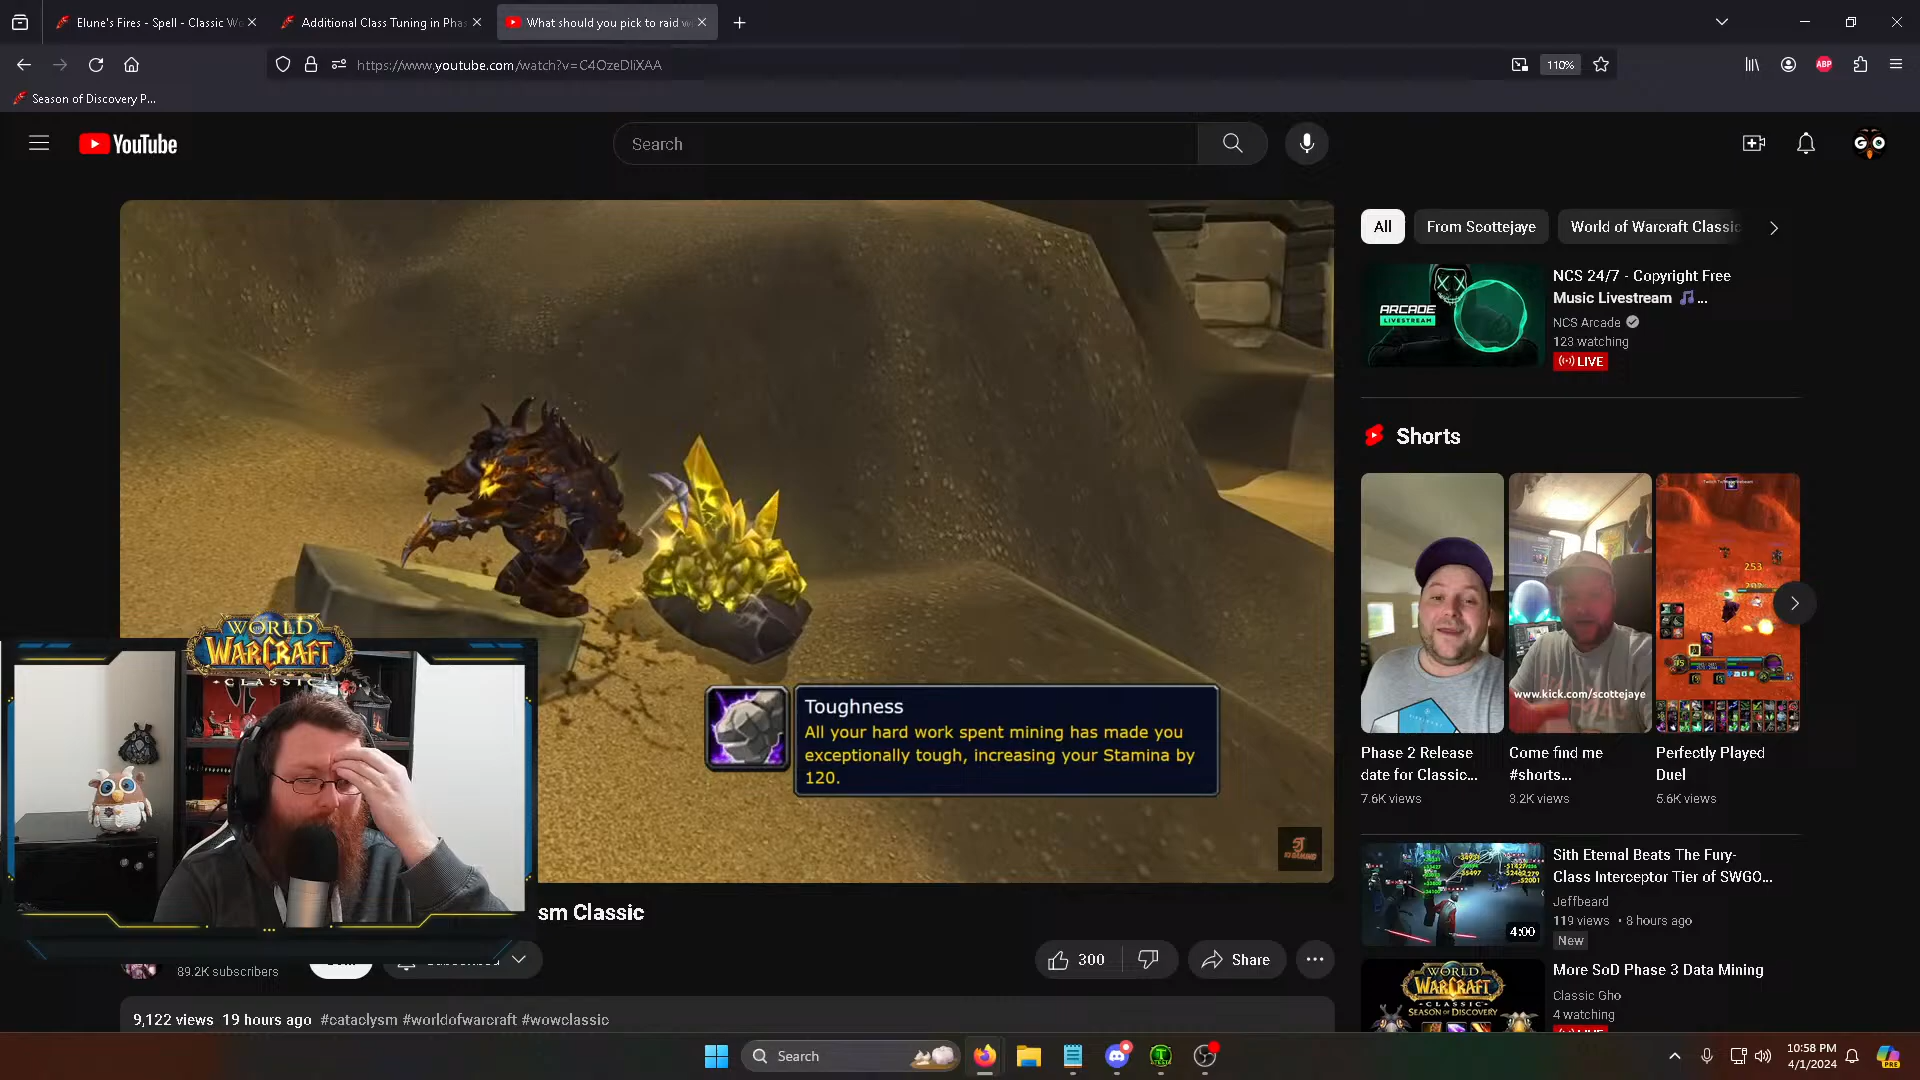 Elune's Fires - Spell - Classic Wo
Additional Class Tuning in Pha
What should you pick to raid w
https://www.youtube.com/watch?v=C4OzeDIiXAA
110%
ABP
Season of Discovery P...
YouTube
Search
GO
All
From Scottejaye
World of Warcraft Classic
NCS 24/7 - Copyright Free
Music Livestream 🎵 ...
NCS Arcade
123 watching
LIVE
ARCADE
LIVESTREAM
Shorts
253
www.kick.com/scottejaye
Phase 2 Release
date for Classic...
7.6K views
Come find me
#shorts...
3.2K views
Perfectly Played
Duel
5.6K views
Toughness
All your hard work spent mining has made you
exceptionally tough, increasing your Stamina by
120.
SJ
WORLD
WARCRAFT
CLASSIC
sm Classic
89.2K subscribers
300
Share
9,122 views 19 hours ago #cataclysm #worldofwarcraft #wowclassic
Sith Eternal Beats The Fury-
Class Interceptor Tier of SWGO...
Jeffbeard
119 views • 8 hours ago
New
4:00
More SoD Phase 3 Data Mining
Classic Gho
4 watching
WORLD
WARCRAFT
CLASSIC
SEASON OF DISCOVERY
Search
10:58 PM
4/1/2024
PRE